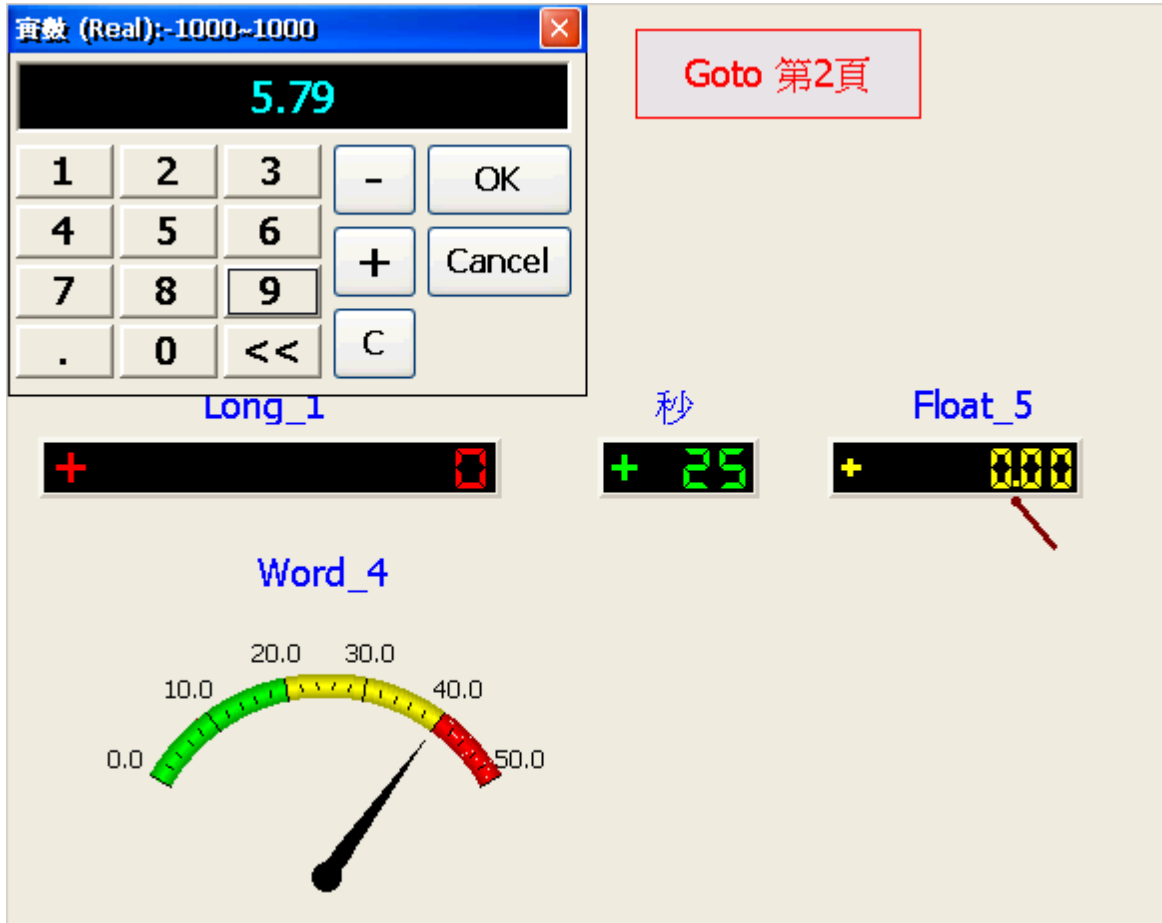 實數 (Real):-1000~1000
5.79
1 2 3 - OK
4 5 6 + Cancel
7 8 9
. 0 << C
Goto 第2頁
Long_1
秒
Float_5
+ 0
+ 25
+ 0.00
Word_4
0.0 10.0 20.0 30.0 40.0 50.0